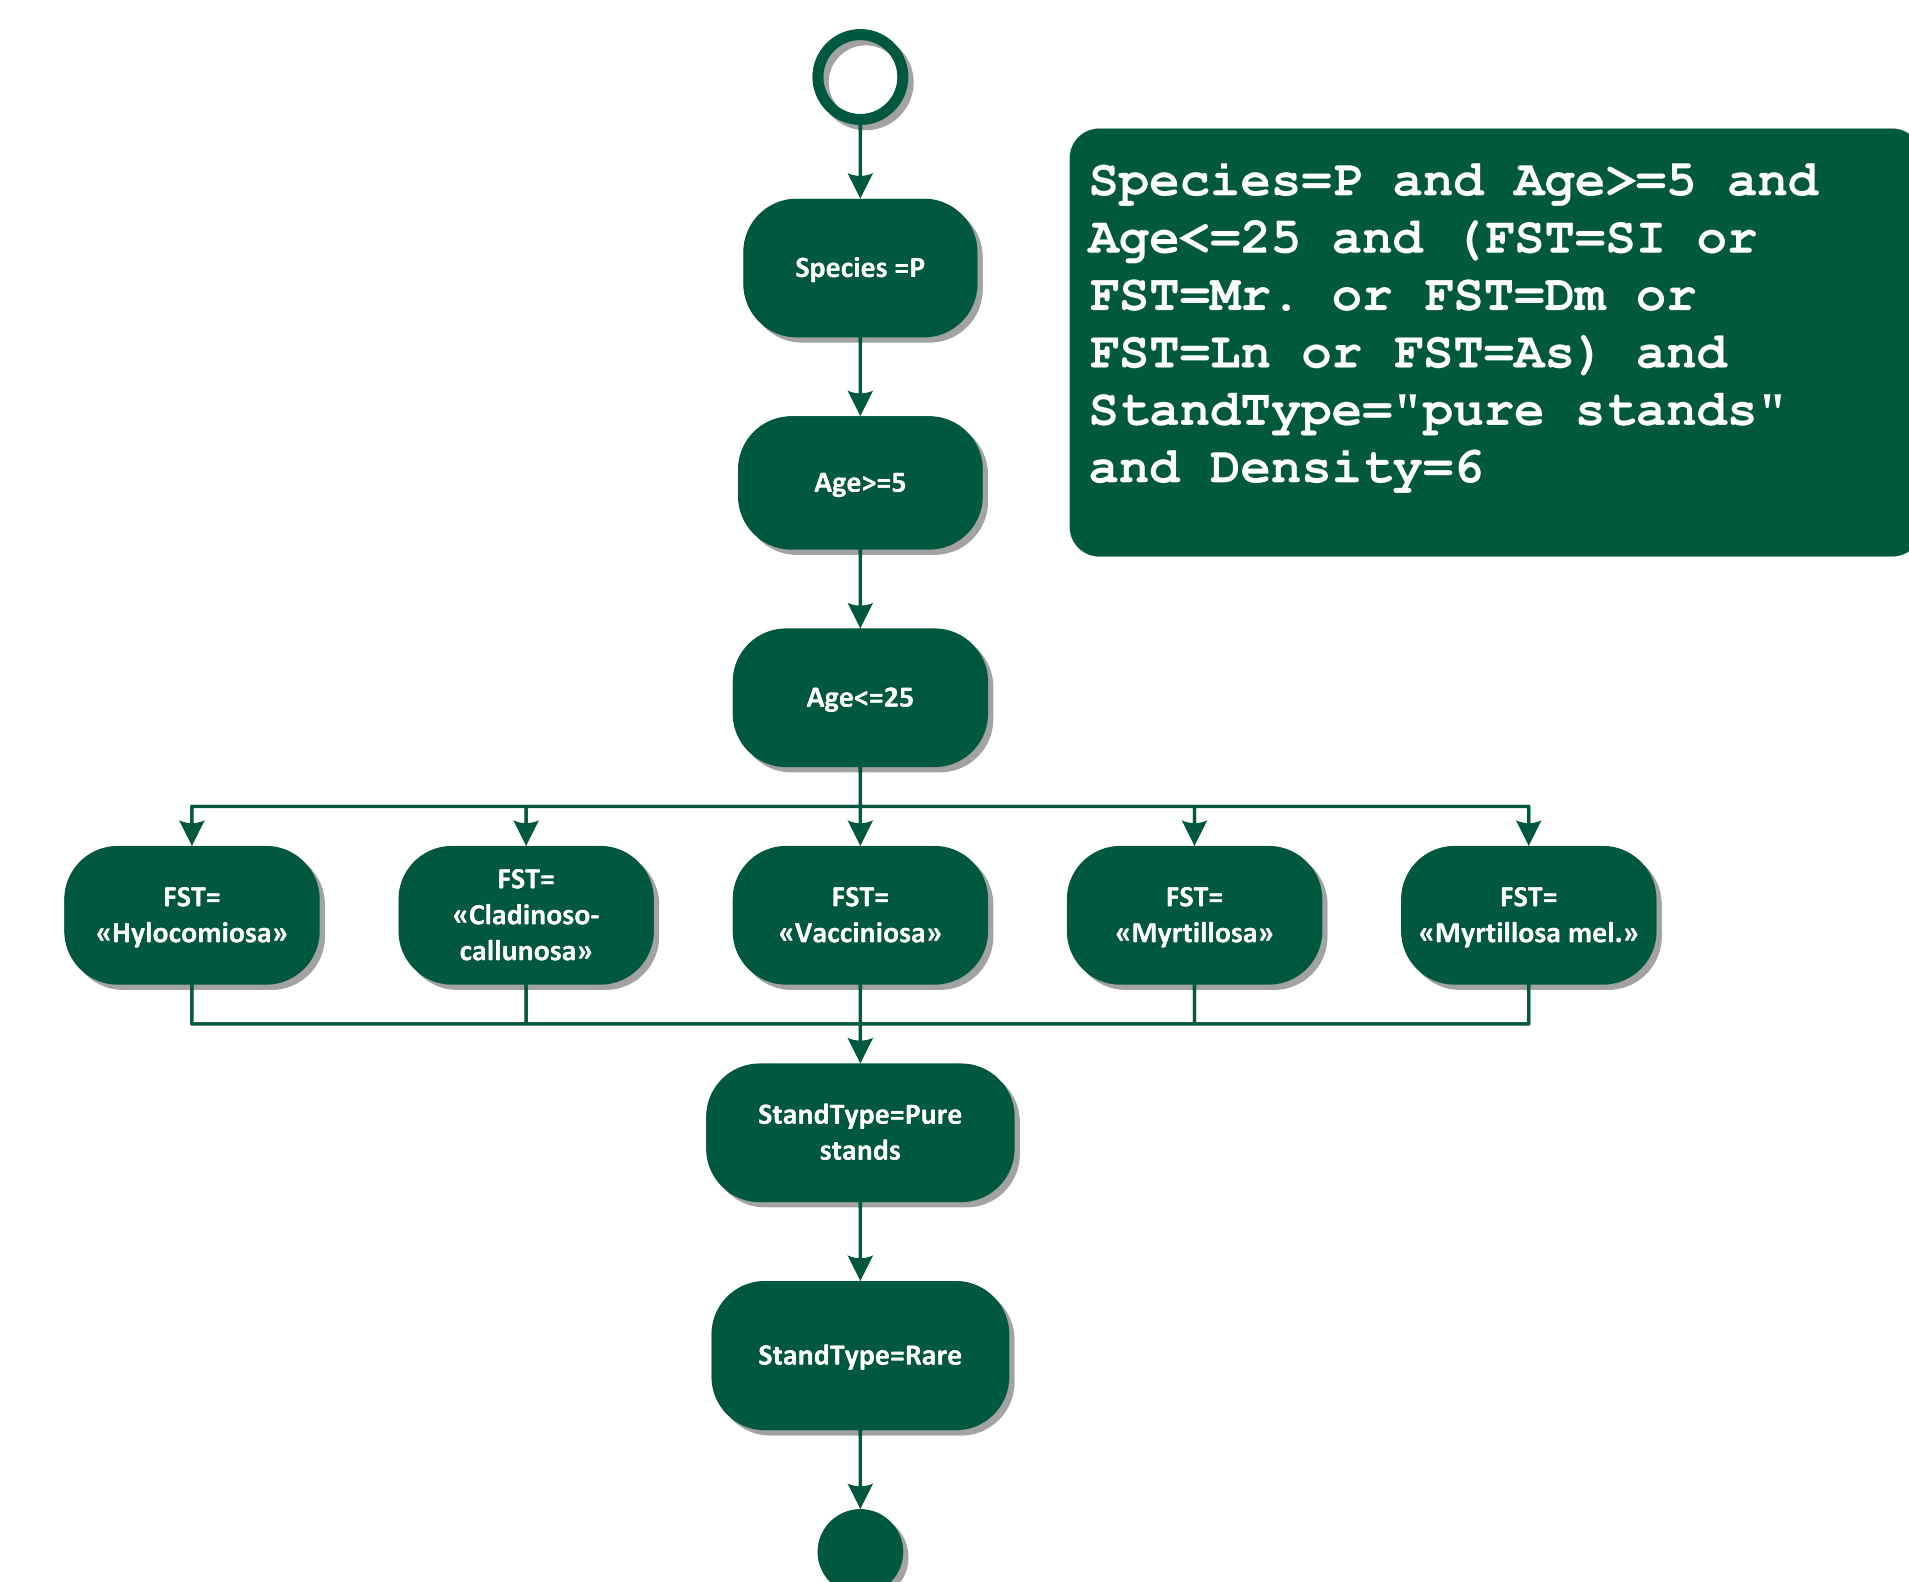 Species=P and Age>=5 and
Age<=25 and (FST=SI or
FST=Mr. or FST=Dm or
FST=Ln or FST=As) and
StandType="pure stands"
and Density=6
Species =P
Age>=5
Age<=25
FST=
«Hylocomiosa»
FST=
«Cladinoso-
callunosa»
FST=
«Vacciniosa»
FST=
«Myrtillosa»
FST=
«Myrtillosa mel.»
StandType=Pure
stands
StandType=Rare